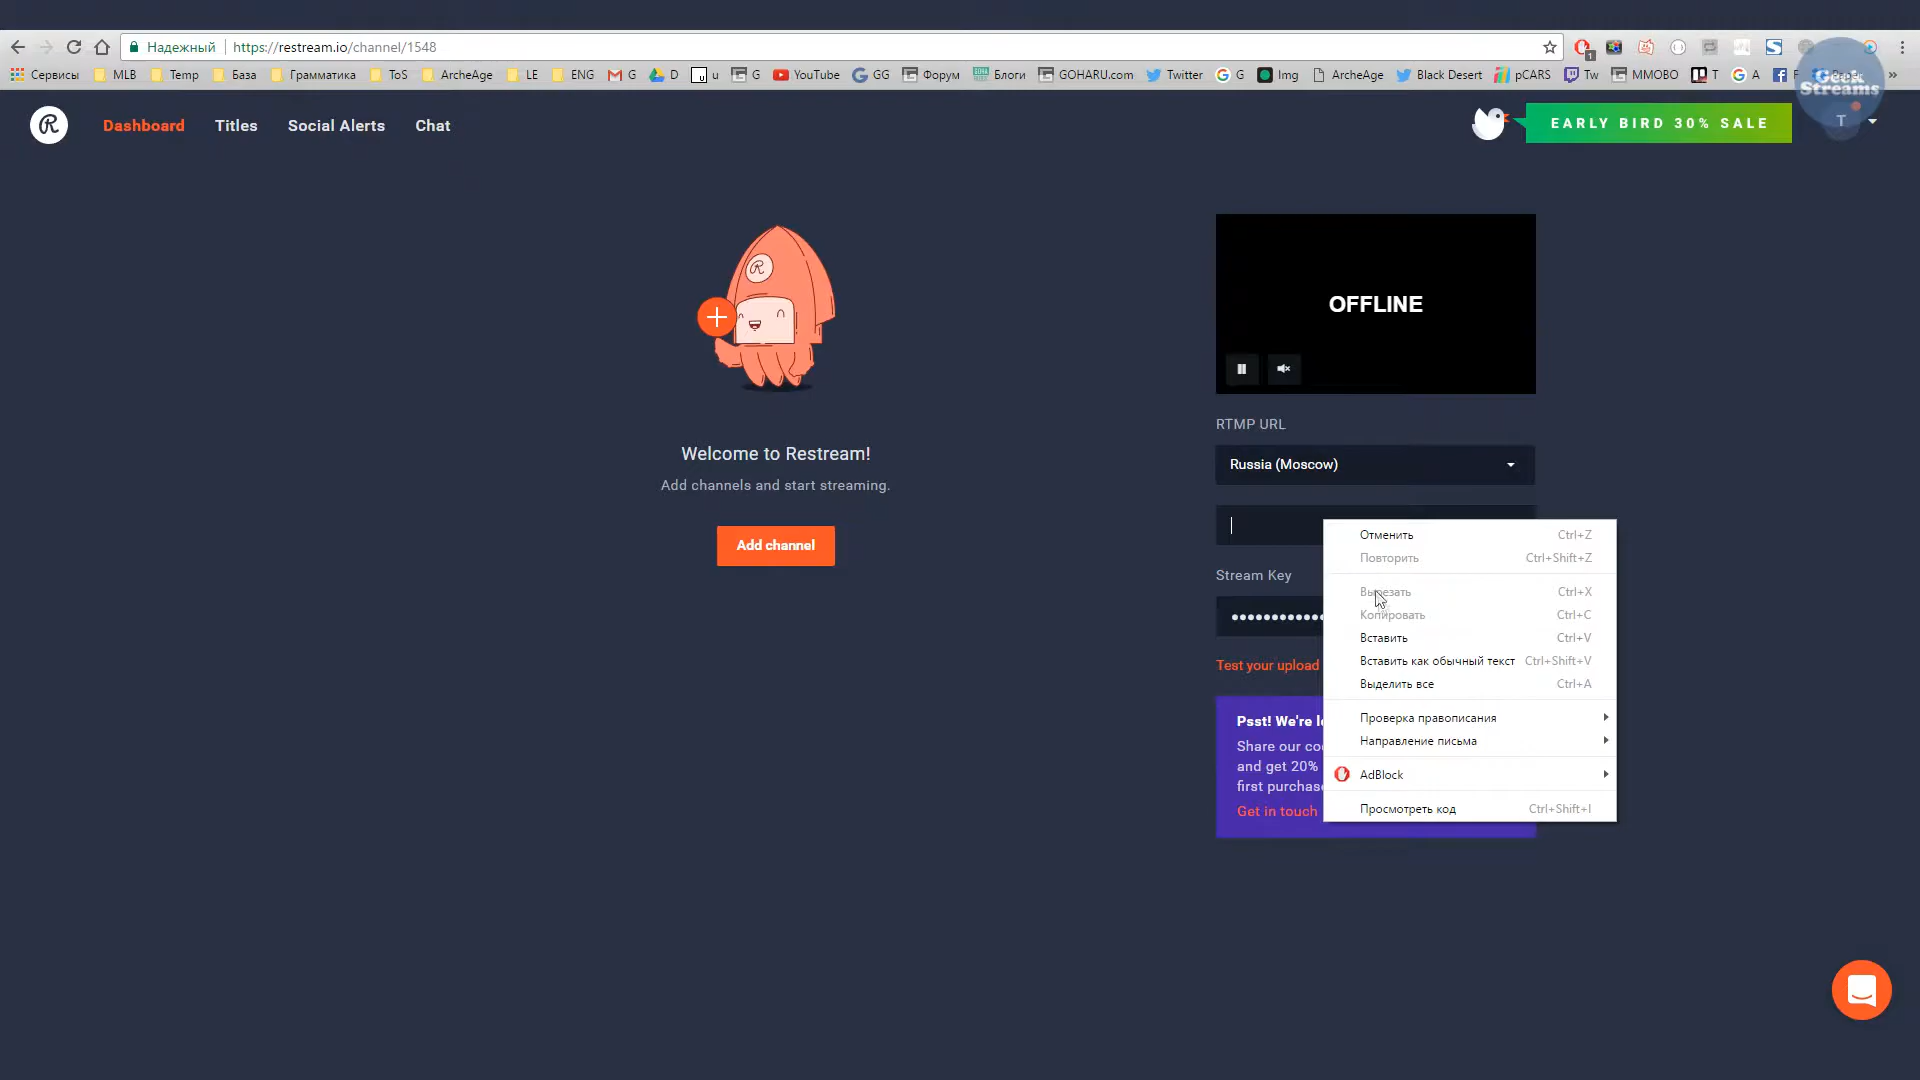 Надежный https://restream.io/channel/1548
Сервисы MLB Temp База Грамматика ToS ArcheAge LE ENG G D u G YouTube GG Форум Блоги GOHARU.com Twitter G Img ArcheAge Black Desert pCARS Tw MMOBO T A F »
Geek
Streams
Dashboard Titles Social Alerts Chat
EARLY BIRD 30% SALE
T
OFFLINE
RTMP URL
Russia (Moscow)
Welcome to Restream!
Add channels and start streaming.
Add channel
Stream Key
Test your upload
Psst! We're l
Share our co
and get 20%
first purchas
Get in touch
Отменить Ctrl+Z
Повторить Ctrl+Shift+Z
Вырезать Ctrl+X
Копировать Ctrl+C
Вставить Ctrl+V
Вставить как обычный текст Ctrl+Shift+V
Выделить все Ctrl+A
Проверка правописания
Направление письма
AdBlock
Просмотреть код Ctrl+Shift+I